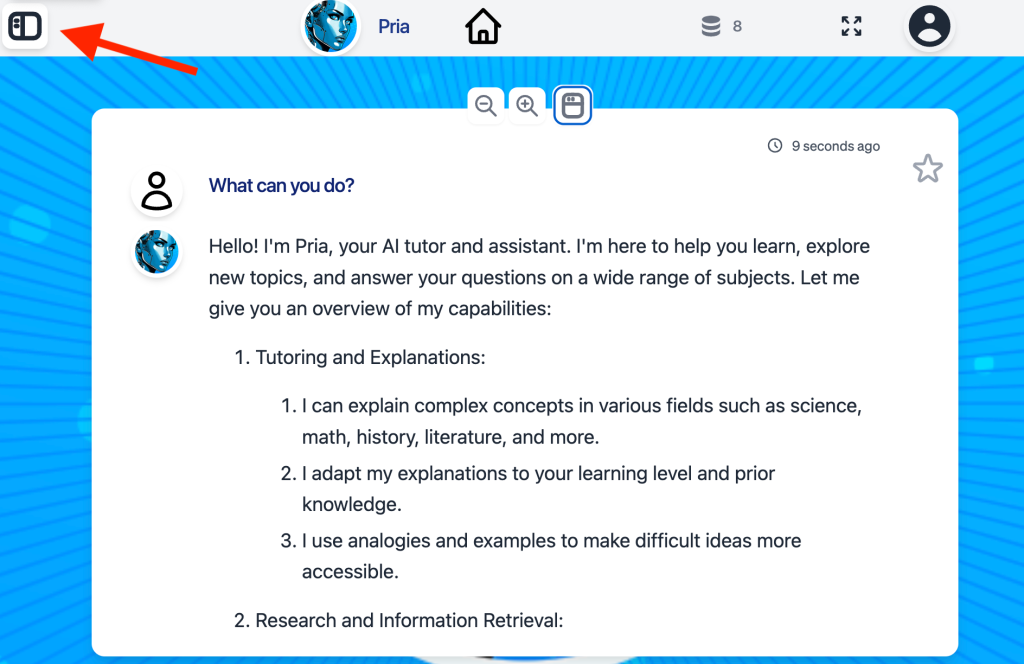 Pria
8
9 seconds ago
What can you do?
Hello! I'm Pria, your AI tutor and assistant. I'm here to help you learn, explore
new topics, and answer your questions on a wide range of subjects. Let me
give you an overview of my capabilities:
1. Tutoring and Explanations:
1. I can explain complex concepts in various fields such as science,
math, history, literature, and more.
2. I adapt my explanations to your learning level and prior
knowledge.
3. I use analogies and examples to make difficult ideas more
accessible.
2. Research and Information Retrieval: